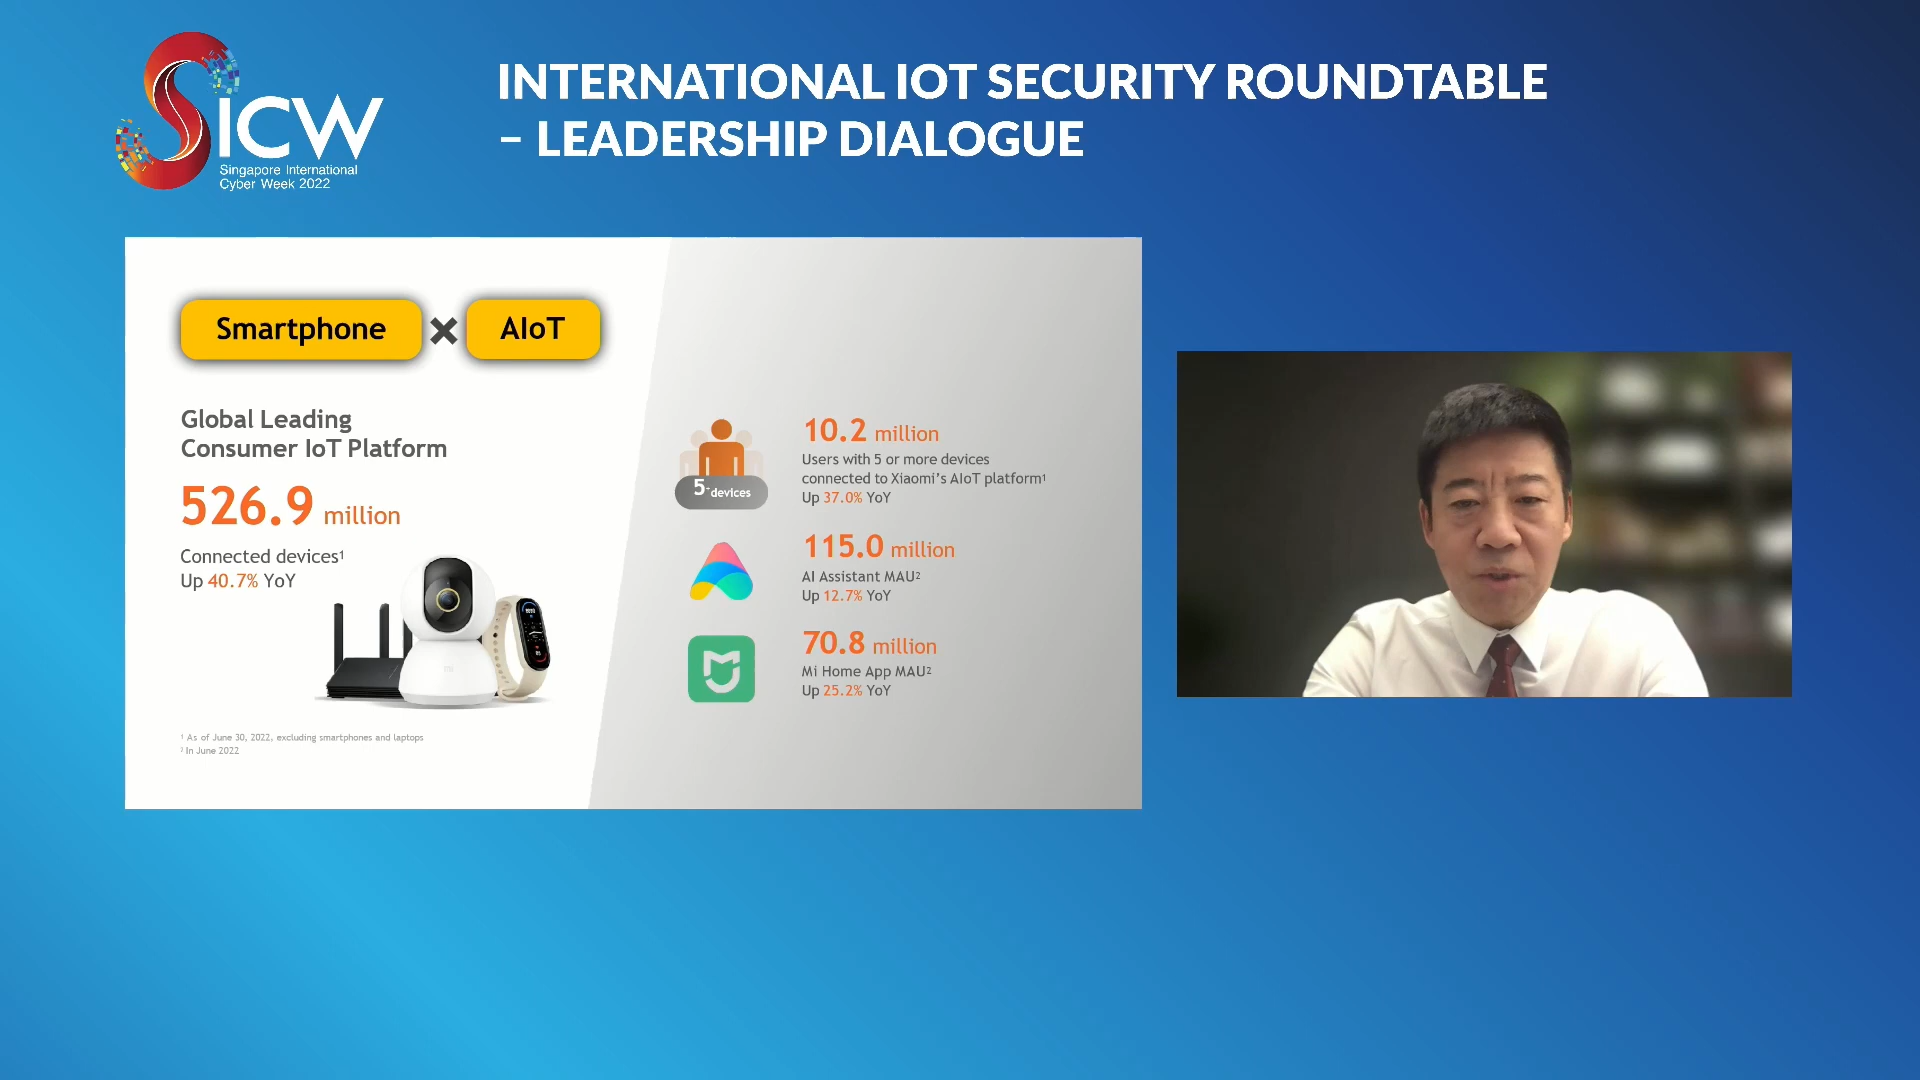 SICW
Singapore International
Cyber Week 2022
INTERNATIONAL IOT SECURITY ROUNDTABLE
– LEADERSHIP DIALOGUE
Smartphone × AIoT
Global Leading
Consumer IoT Platform
526.9 million
Connected devices¹
Up 40.7% YoY
¹ As of June 30, 2022, excluding smartphones and laptops
² In June 2022
5+devices
10.2 million
Users with 5 or more devices
connected to Xiaomi's AIoT platform¹
Up 37.0% YoY
115.0 million
AI Assistant MAU²
Up 12.7% YoY
70.8 million
Mi Home App MAU²
Up 25.2% YoY